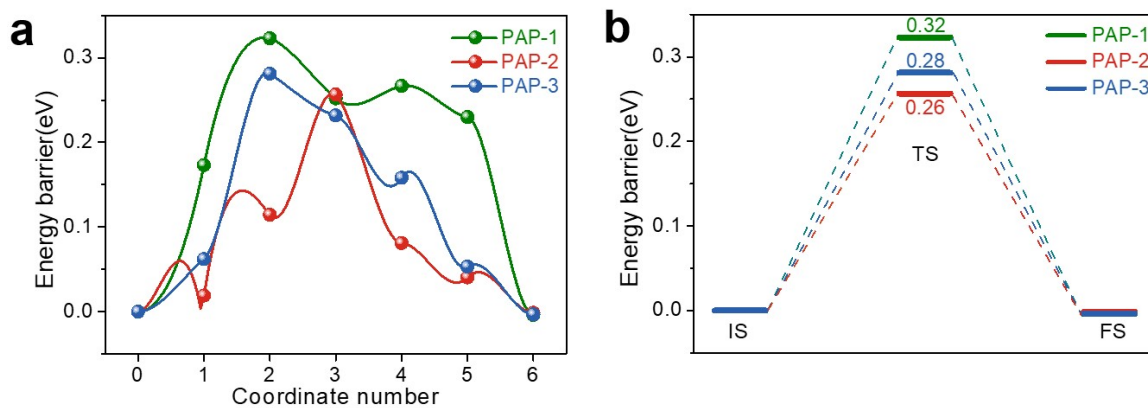 a
PAP-1
PAP-2
PAP-3
Energy barrier(eV)
0.3
0.2
0.1
0.0
0 1 2 3 4 5 6
Coordinate number
b
0.32
0.28
0.26
TS
PAP-1
PAP-2
PAP-3
Energy barrier(eV)
0.3
0.2
0.1
0.0
IS
FS